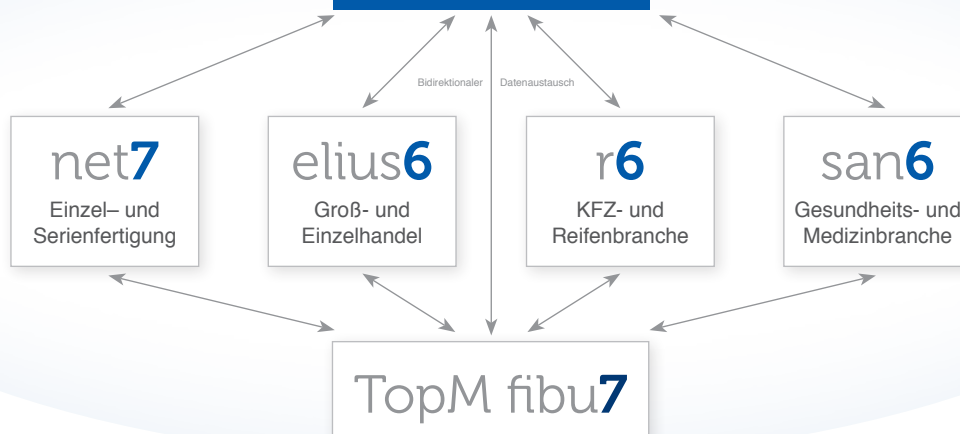 Bidirektionaler Datenaustausch
net7
Einzel– und
Serienfertigung
elius6
Groß- und
Einzelhandel
r6
KFZ- und
Reifenbranche
san6
Gesundheits- und
Medizinbranche
TopM fibu7